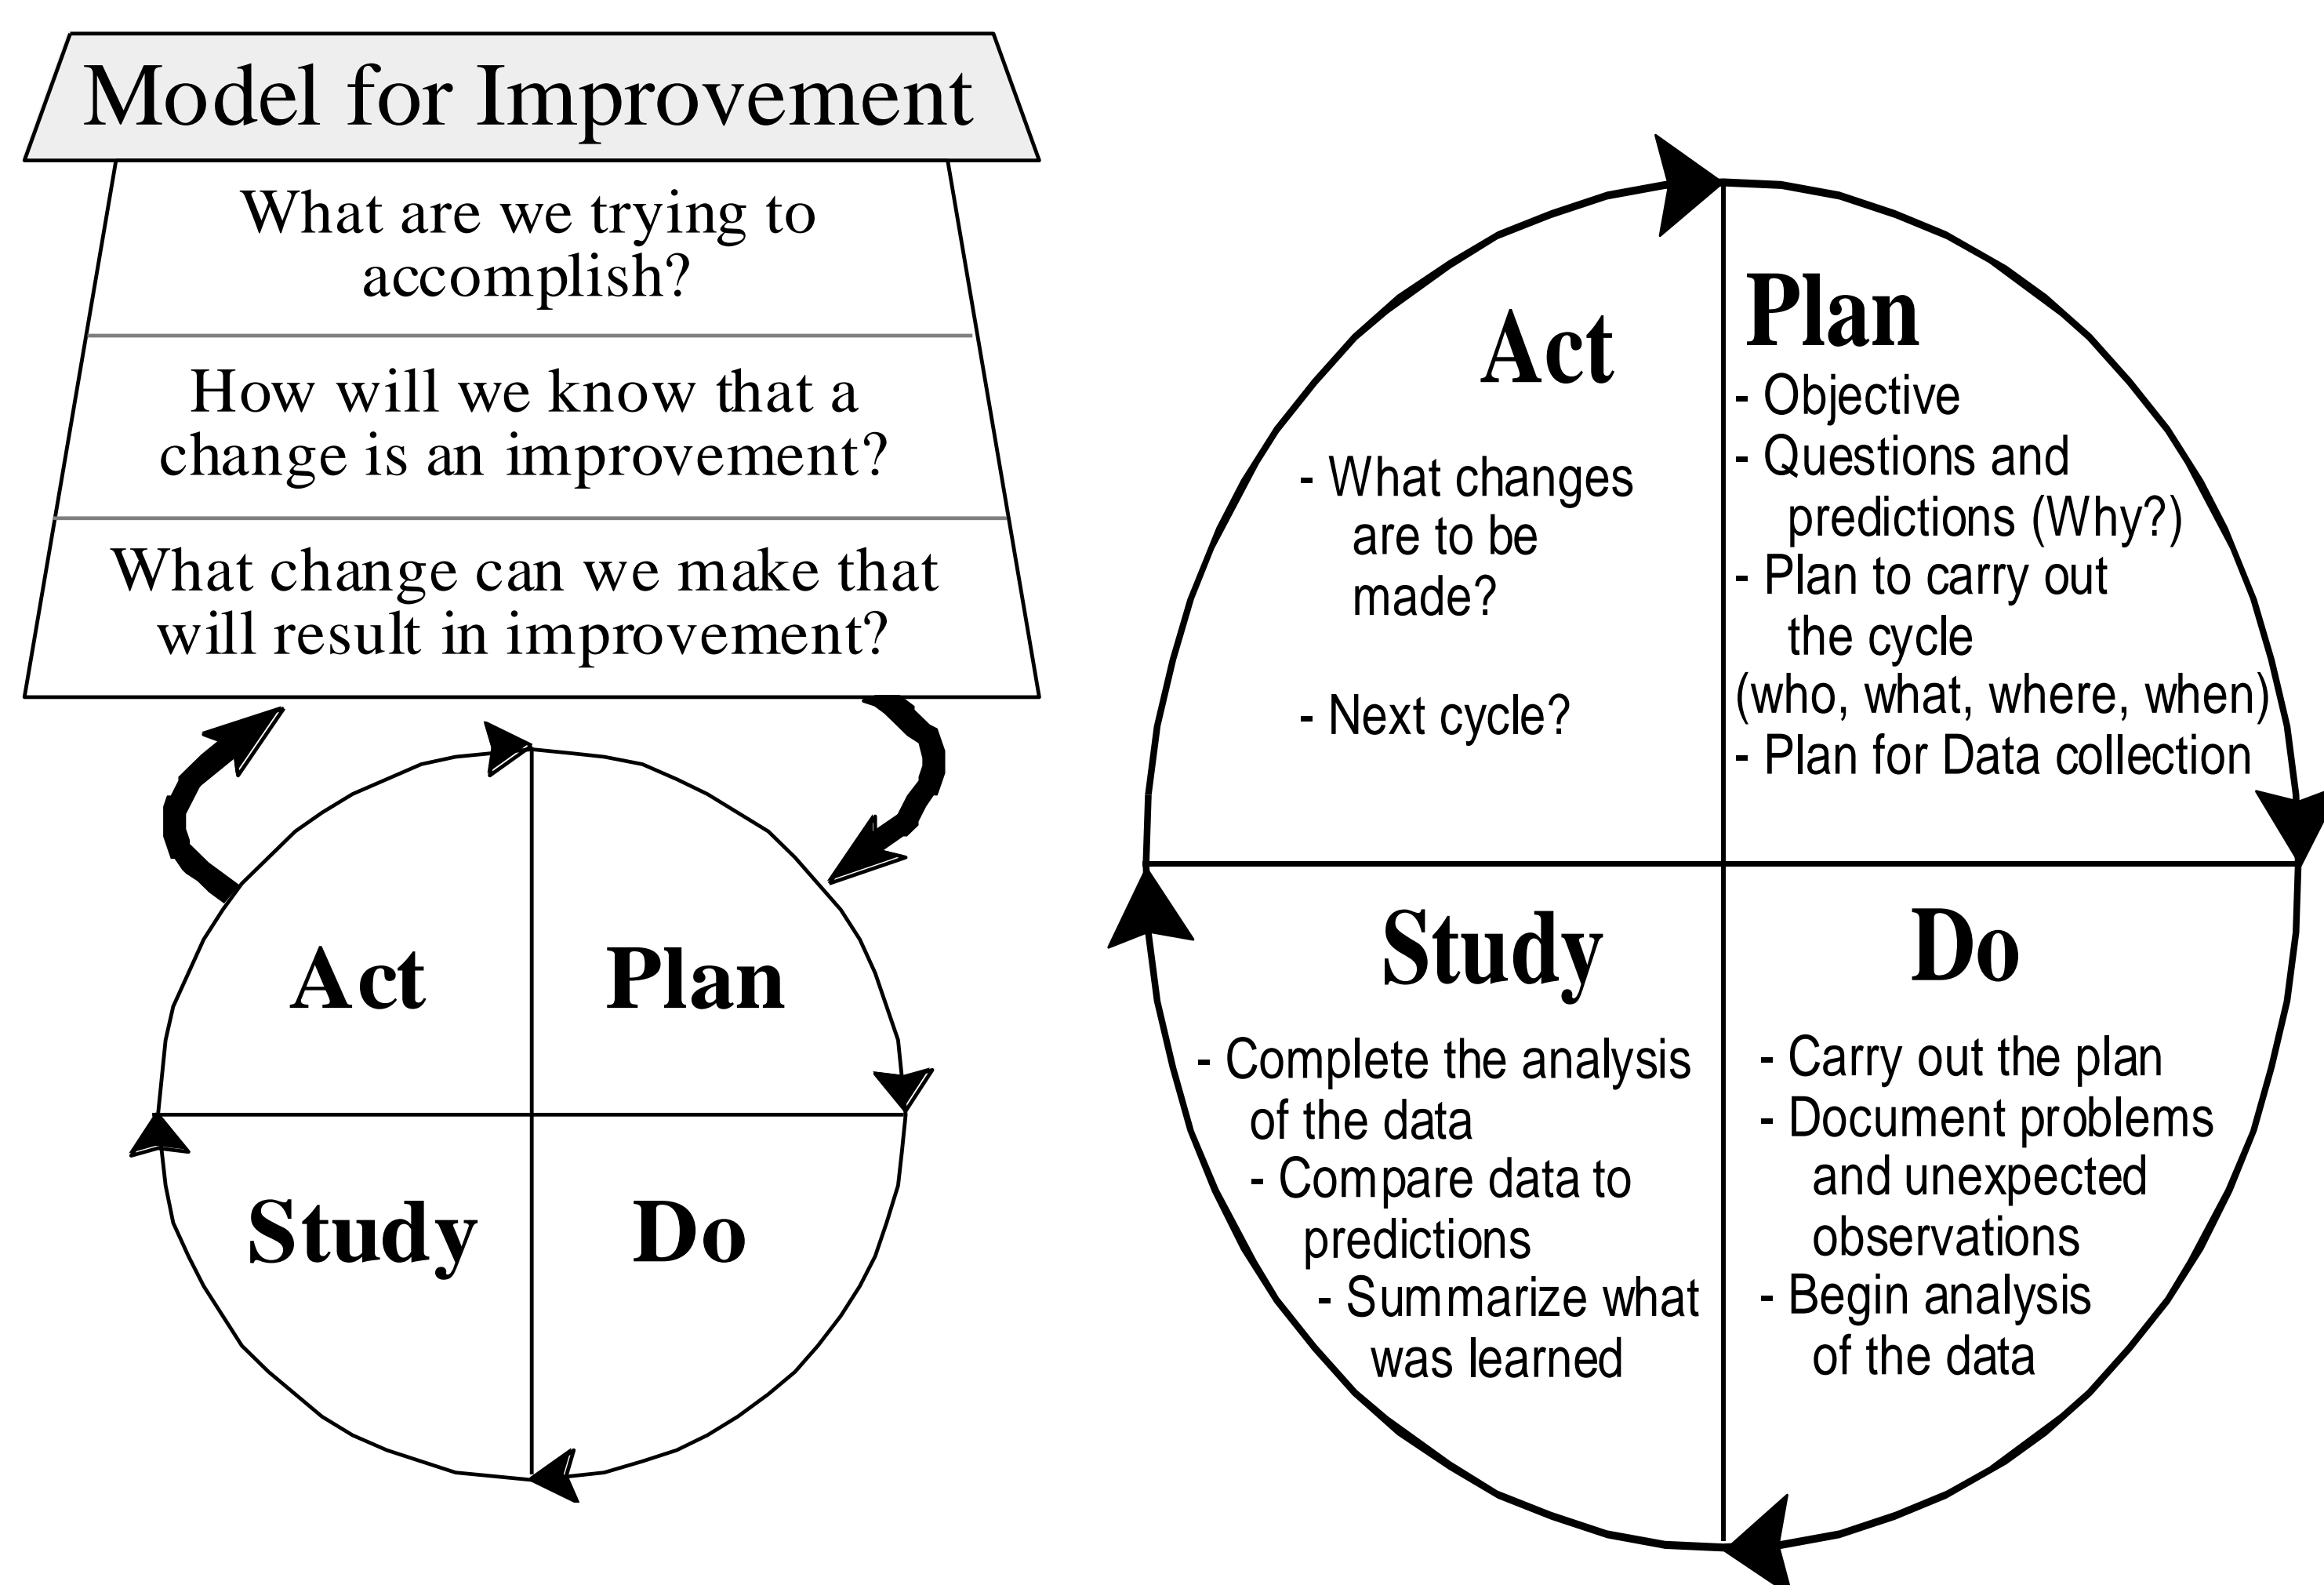 Model for Improvement
What are we trying to
accomplish?
How will we know that a
change is an improvement?
What change can we make that
will result in improvement?
Act
Plan
Study
Do
Act
- What changes
are to be
made?
- Next cycle?
Plan
- Objective
- Questions and
predictions (Why?)
- Plan to carry out
the cycle
(who, what, where, when)
- Plan for Data collection
Study
- Complete the analysis
of the data
- Compare data to
predictions
- Summarize what
was learned
Do
- Carry out the plan
- Document problems
and unexpected
observations
- Begin analysis
of the data